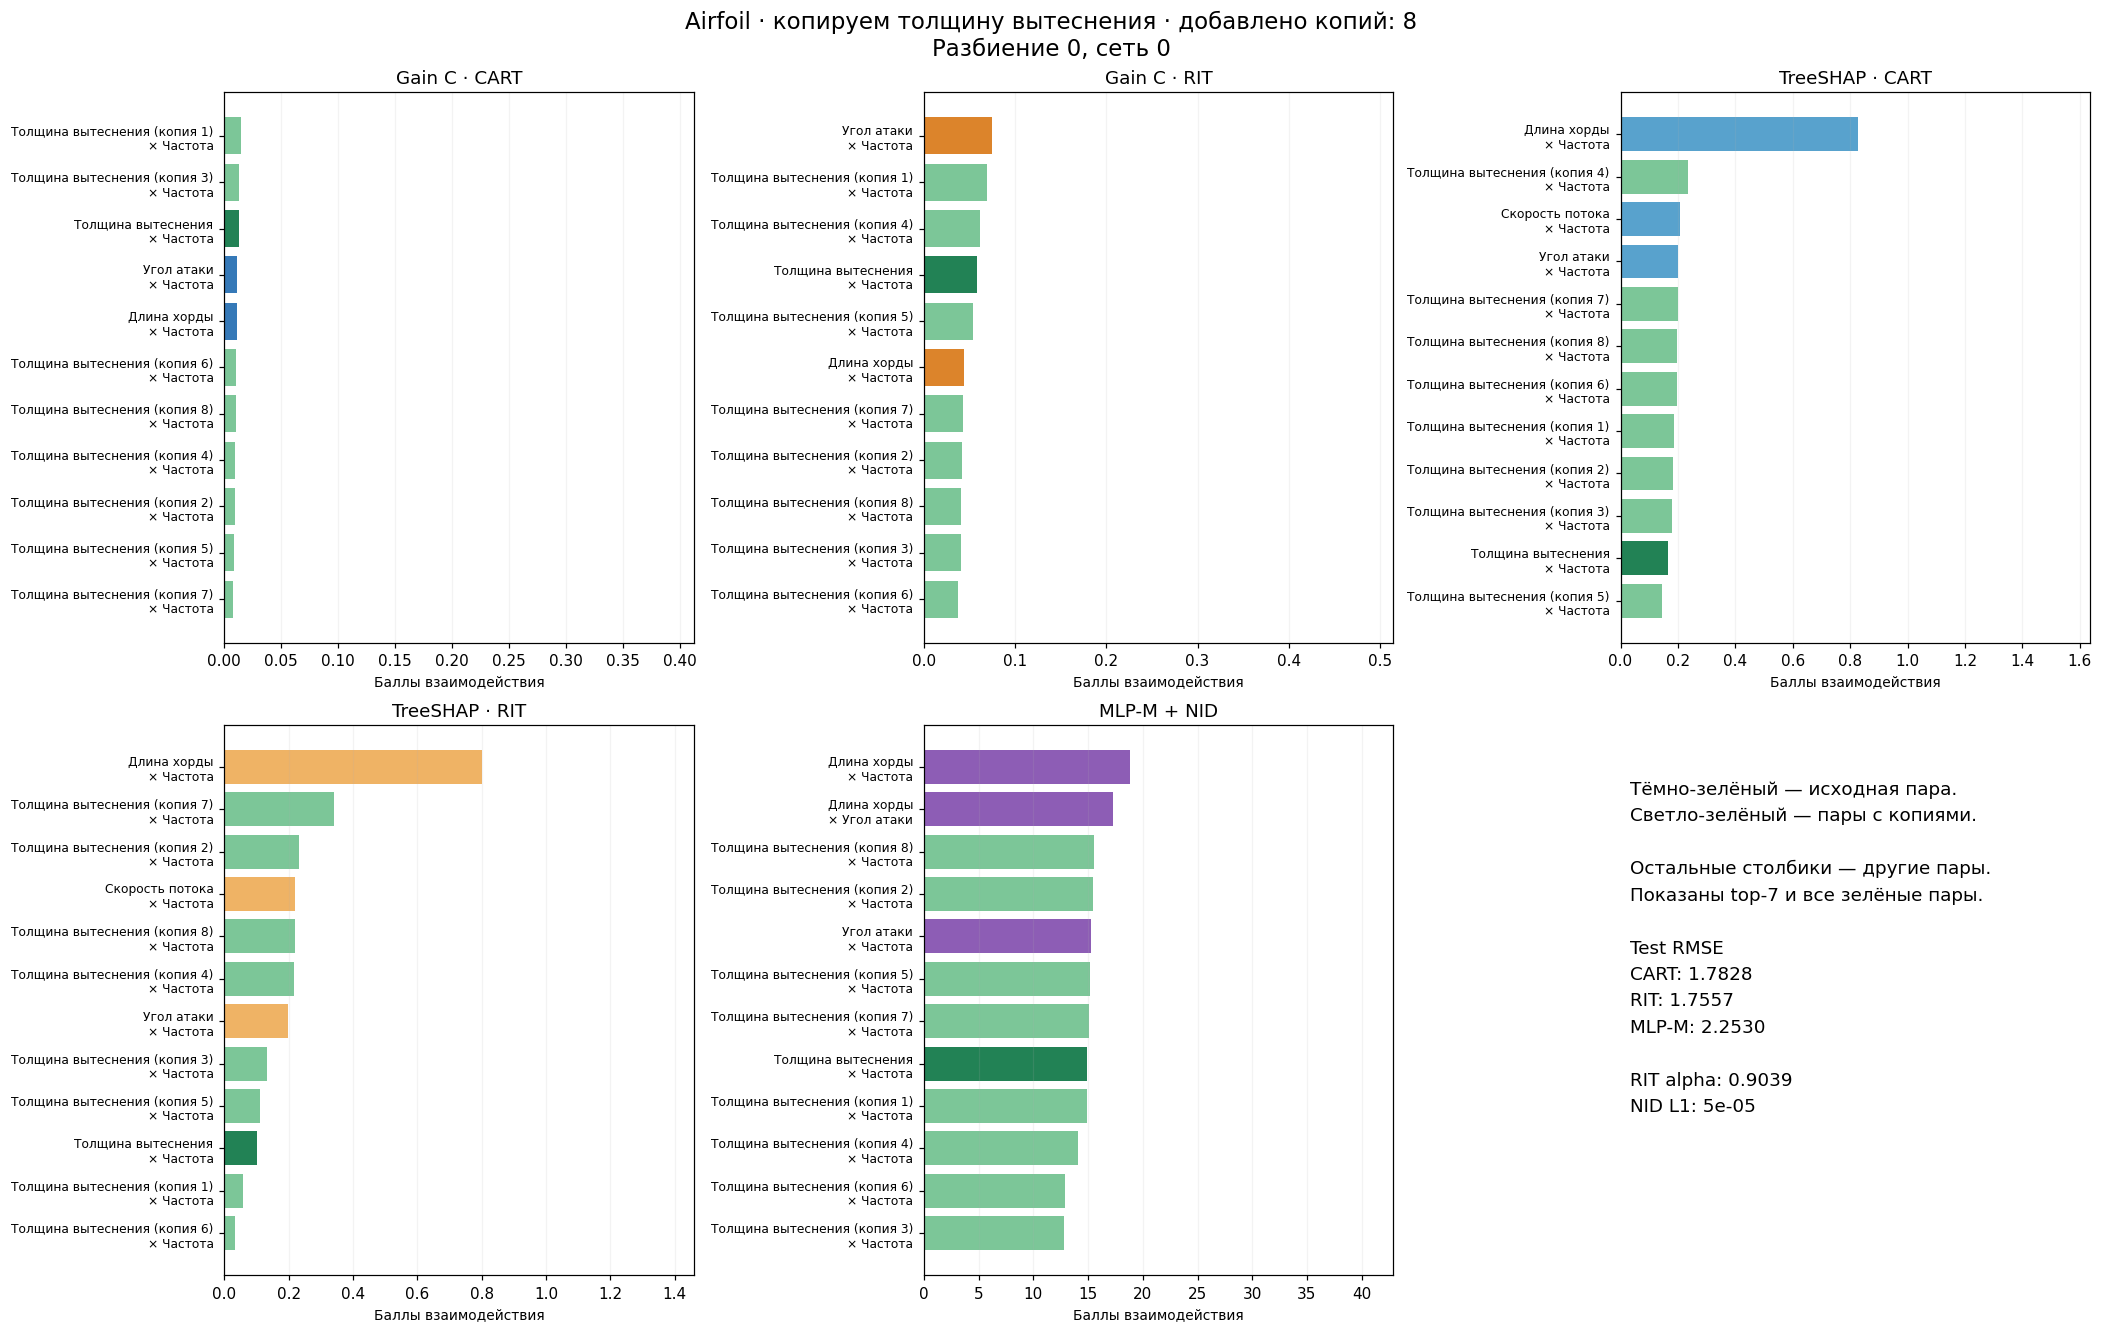 Airfoil · копируем толщину вытеснения · добавлено копий: 8
Разбиение 0, сеть 0
Gain C · CART
Толщина вытеснения (копия 1)
× Частота
Толщина вытеснения (копия 3)
× Частота
Толщина вытеснения
× Частота
Угол атаки
× Частота
Длина хорды
× Частота
Толщина вытеснения (копия 6)
× Частота
Толщина вытеснения (копия 8)
× Частота
Толщина вытеснения (копия 4)
× Частота
Толщина вытеснения (копия 2)
× Частота
Толщина вытеснения (копия 5)
× Частота
Толщина вытеснения (копия 7)
× Частота
0.00 0.05 0.10 0.15 0.20 0.25 0.30 0.35 0.40
Баллы взаимодействия
Gain C · RIT
Угол атаки
× Частота
Толщина вытеснения (копия 1)
× Частота
Толщина вытеснения (копия 4)
× Частота
Толщина вытеснения
× Частота
Толщина вытеснения (копия 5)
× Частота
Длина хорды
× Частота
Толщина вытеснения (копия 7)
× Частота
Толщина вытеснения (копия 2)
× Частота
Толщина вытеснения (копия 8)
× Частота
Толщина вытеснения (копия 3)
× Частота
Толщина вытеснения (копия 6)
× Частота
0.0 0.1 0.2 0.3 0.4 0.5
Баллы взаимодействия
TreeSHAP · CART
Длина хорды
× Частота
Толщина вытеснения (копия 4)
× Частота
Скорость потока
× Частота
Угол атаки
× Частота
Толщина вытеснения (копия 7)
× Частота
Толщина вытеснения (копия 8)
× Частота
Толщина вытеснения (копия 6)
× Частота
Толщина вытеснения (копия 1)
× Частота
Толщина вытеснения (копия 2)
× Частота
Толщина вытеснения (копия 3)
× Частота
Толщина вытеснения
× Частота
Толщина вытеснения (копия 5)
× Частота
0.0 0.2 0.4 0.6 0.8 1.0 1.2 1.4 1.6
Баллы взаимодействия
TreeSHAP · RIT
Длина хорды
× Частота
Толщина вытеснения (копия 7)
× Частота
Толщина вытеснения (копия 2)
× Частота
Скорость потока
× Частота
Толщина вытеснения (копия 8)
× Частота
Толщина вытеснения (копия 4)
× Частота
Угол атаки
× Частота
Толщина вытеснения (копия 3)
× Частота
Толщина вытеснения (копия 5)
× Частота
Толщина вытеснения
× Частота
Толщина вытеснения (копия 1)
× Частота
Толщина вытеснения (копия 6)
× Частота
0.0 0.2 0.4 0.6 0.8 1.0 1.2 1.4
Баллы взаимодействия
MLP-M + NID
Длина хорды
× Частота
Длина хорды
× Угол атаки
Толщина вытеснения (копия 8)
× Частота
Толщина вытеснения (копия 2)
× Частота
Угол атаки
× Частота
Толщина вытеснения (копия 5)
× Частота
Толщина вытеснения (копия 7)
× Частота
Толщина вытеснения
× Частота
Толщина вытеснения (копия 1)
× Частота
Толщина вытеснения (копия 4)
× Частота
Толщина вытеснения (копия 6)
× Частота
Толщина вытеснения (копия 3)
× Частота
0 5 10 15 20 25 30 35 40
Баллы взаимодействия
Тёмно-зелёный — исходная пара.
Светло-зелёный — пары с копиями.
Остальные столбики — другие пары.
Показаны top-7 и все зелёные пары.
Test RMSE
CART: 1.7828
RIT: 1.7557
MLP-M: 2.2530
RIT alpha: 0.9039
NID L1: 5e-05